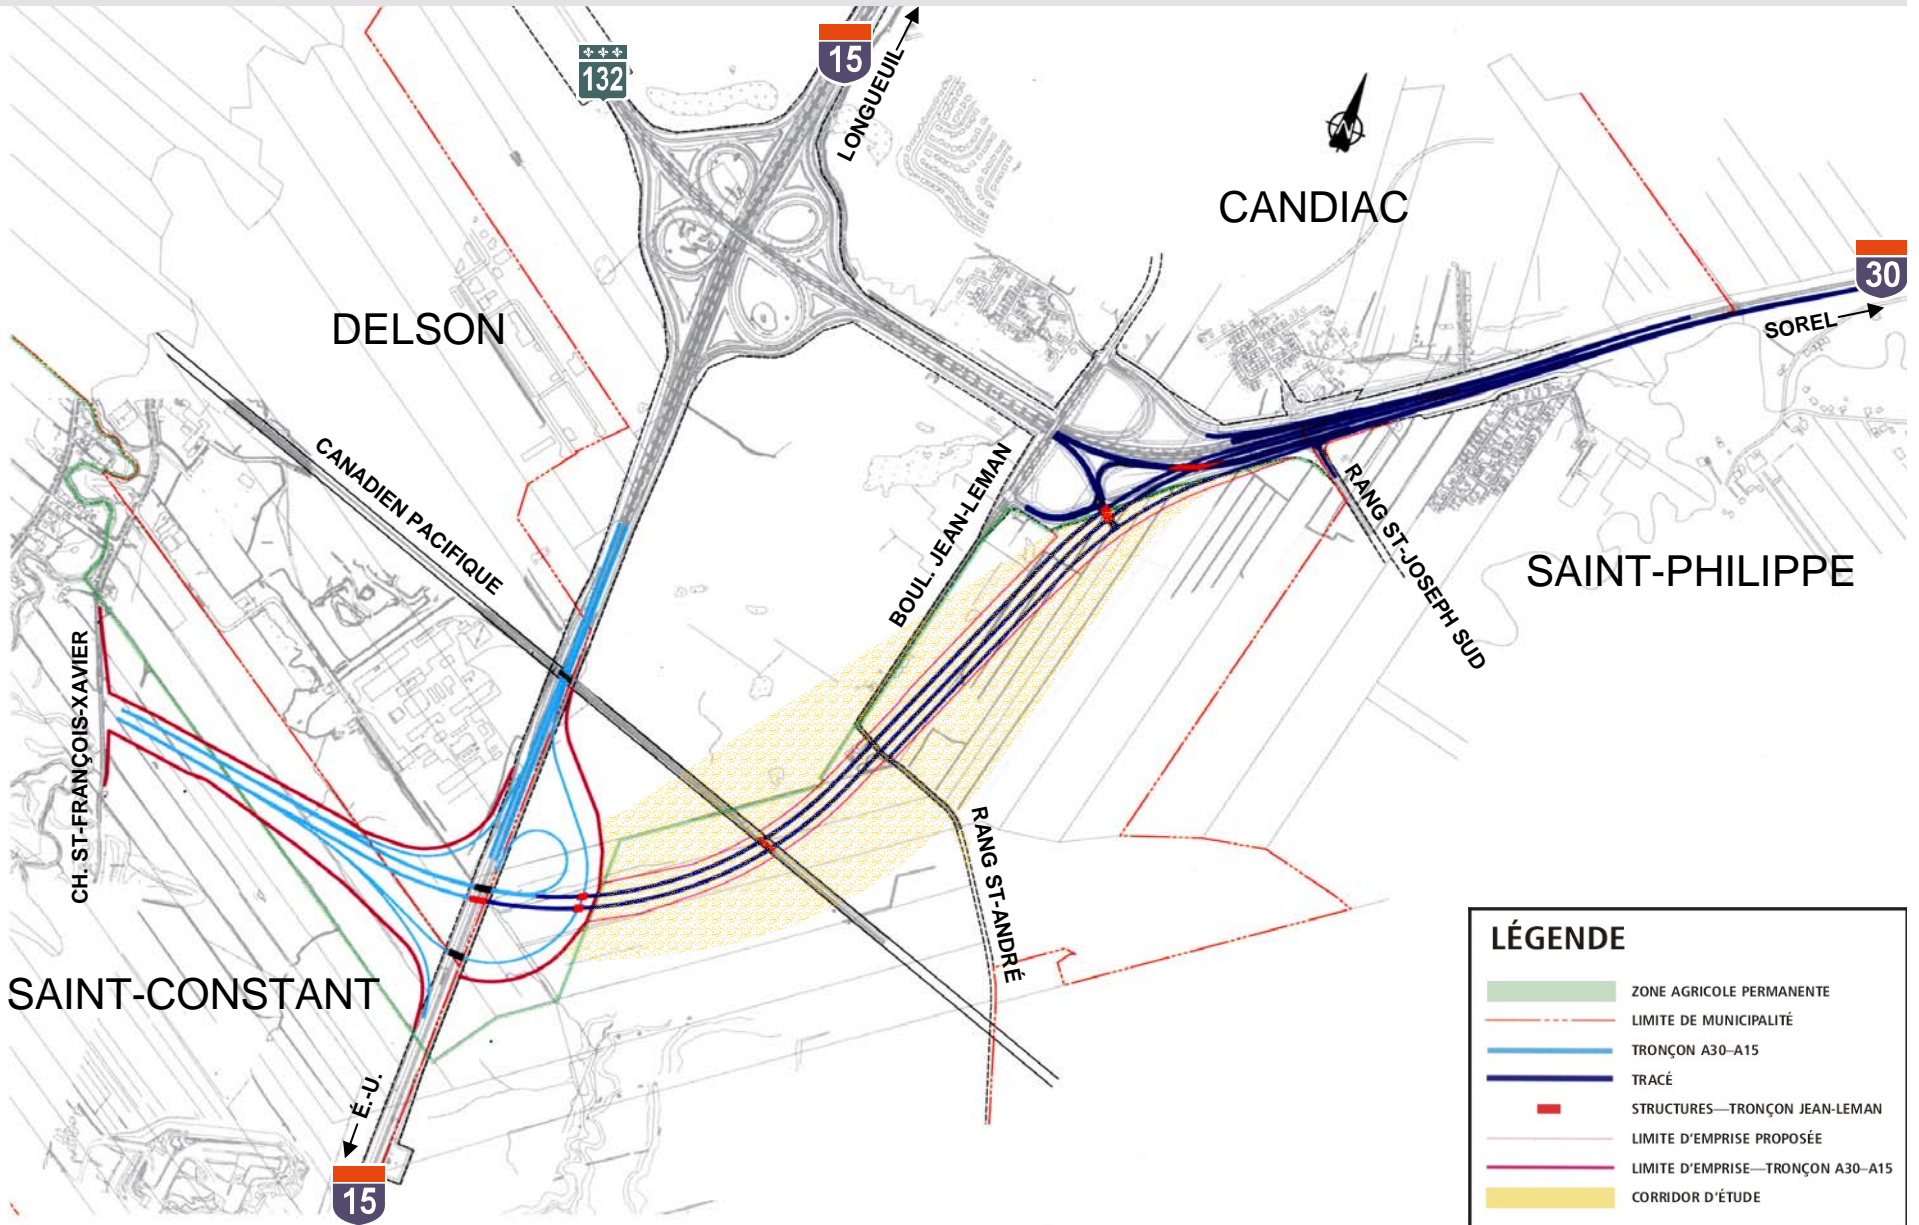 132
15
LONGUEUIL
CANDIAC
30
SOREL
DELSON
CANADIEN PACIFIQUE
BOUL. JEAN-LEMAN
RANG ST-JOSEPH SUD
SAINT-PHILIPPE
CH. ST-FRANÇOIS-XAVIER
RANG ST-ANDRÉ
SAINT-CONSTANT
É.-U.
15
N
LÉGENDE
ZONE AGRICOLE PERMANENTE
LIMITE DE MUNICIPALITÉ
TRONÇON A30–A15
TRACÉ
STRUCTURES—TRONÇON JEAN-LEMAN
LIMITE D'EMPRISE PROPOSÉE
LIMITE D'EMPRISE—TRONÇON A30–A15
CORRIDOR D'ÉTUDE